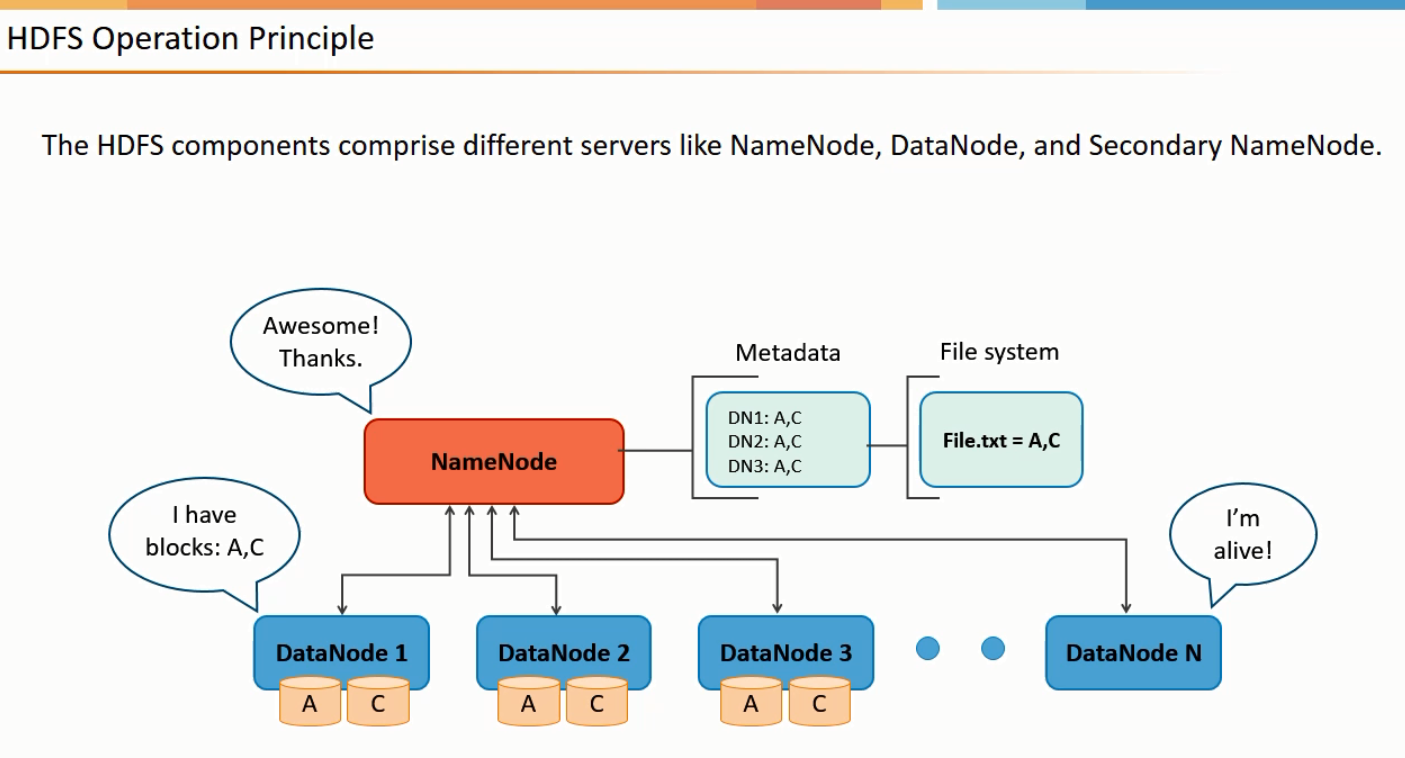 HDFS Operation Principle
The HDFS components comprise different servers like NameNode, DataNode, and Secondary NameNode.
Awesome!
Thanks.
Metadata
File system
DN1: A,C
DN2: A,C
DN3: A,C
File.txt = A,C
NameNode
I have
blocks: A,C
I'm
alive!
DataNode 1
DataNode 2
DataNode 3
DataNode N
A
C
A
C
A
C